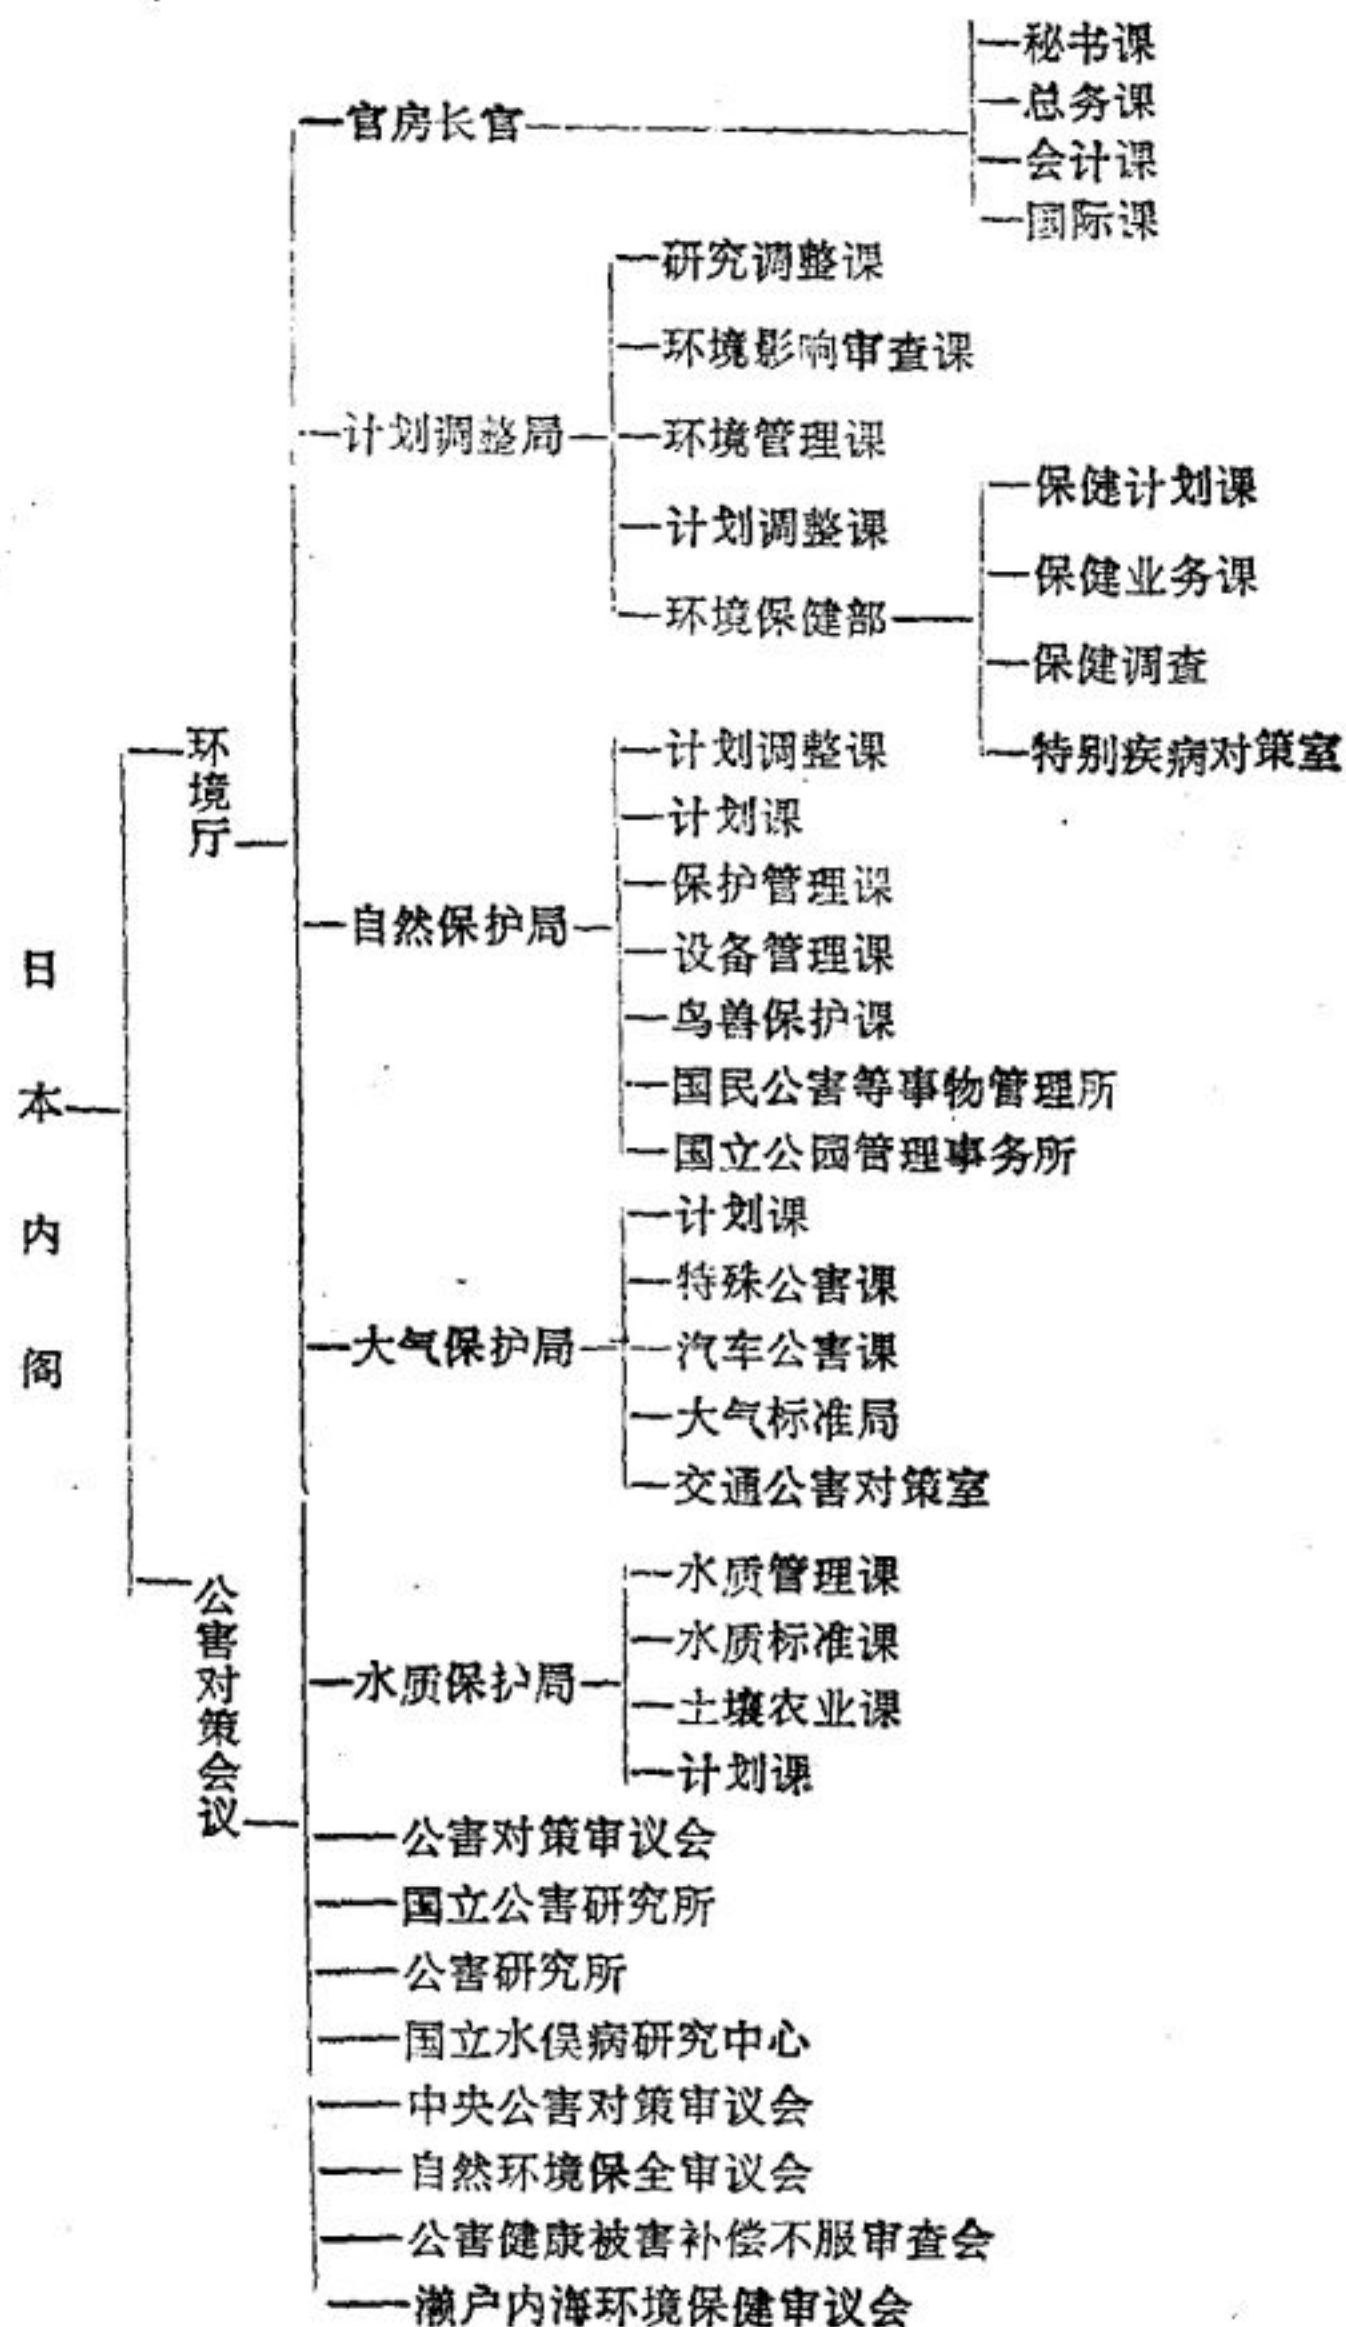 日本内阁
环境厅
官房长官
秘书课
总务课
会计课
国际课
计划调整局
研究调整课
环境影响审查课
环境管理课
计划调整课
环境保健部
保健计划课
保健业务课
保健调查
特别疾病对策室
自然保护局
计划调整课
计划课
保护管理课
设备管理课
鸟兽保护课
国民公害等事物管理所
国立公园管理事务所
大气保护局
计划课
特殊公害课
汽车公害课
大气标准局
交通公害对策室
水质保护局
水质管理课
水质标准课
土壤农业课
计划课
公害对策会议
公害对策审议会
国立公害研究所
公害研究所
国立水俣病研究中心
中央公害对策审议会
自然环境保全审议会
公害健康被害补偿不服审查会
濑户内海环境保健审议会